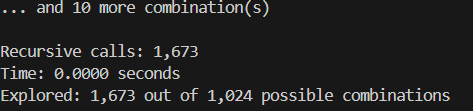 ... and 10 more combination(s)
Recursive calls: 1,673
Time: 0.0000 seconds
Explored: 1,673 out of 1,024 possible combinations